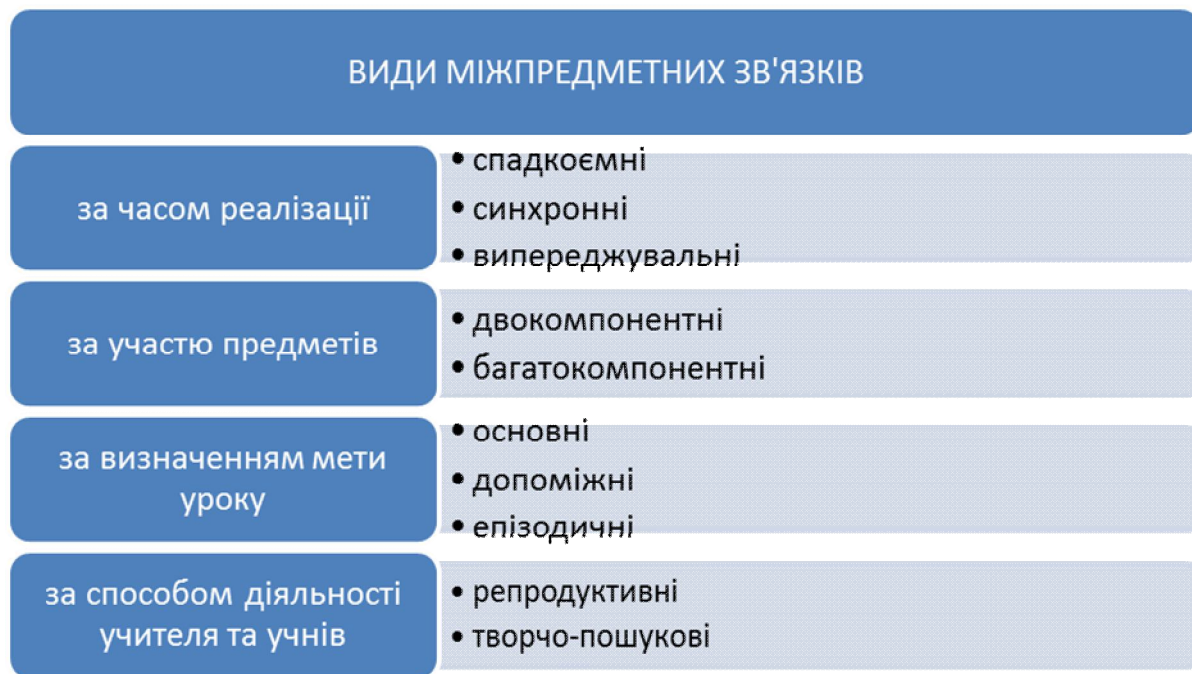 ВИДИ МІЖПРЕДМЕТНИХ ЗВ'ЯЗКІВ
за часом реалізації
• спадкоємні
• синхронні
• випереджувальні
за участю предметів
• двокомпонентні
• багатокомпонентні
за визначенням мети
уроку
• основні
• допоміжні
• епізодичні
за способом діяльності
учителя та учнів
• репродуктивні
• творчо-пошукові